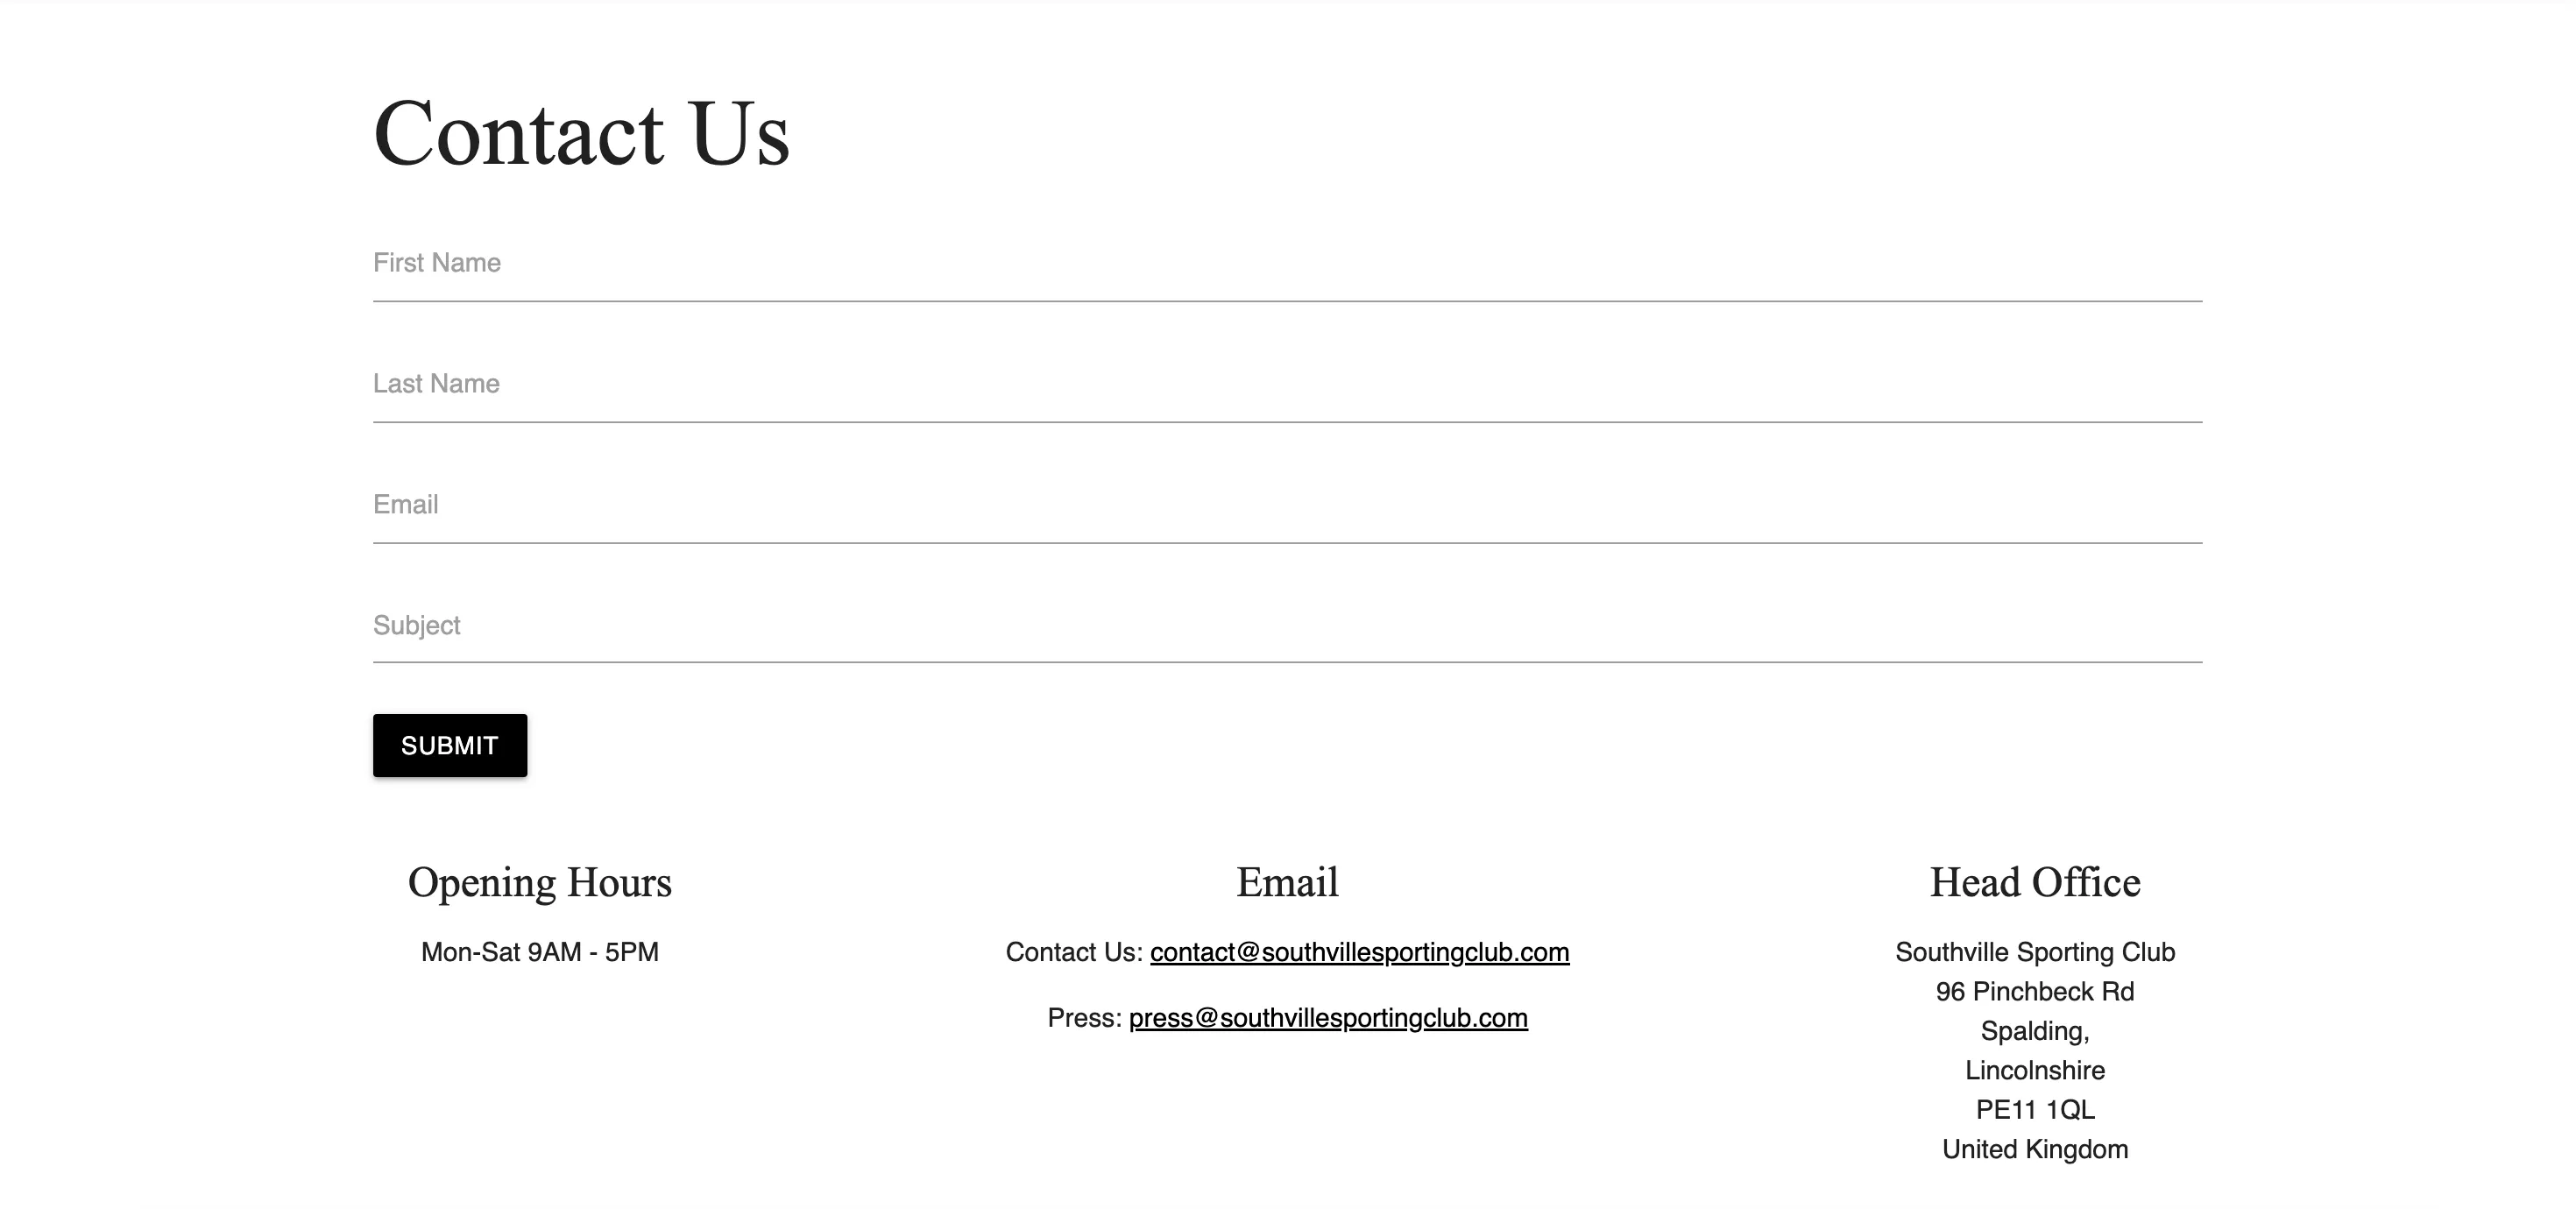 Contact Us
First Name
Last Name
Email
Subject
SUBMIT
Opening Hours
Mon-Sat 9AM - 5PM
Email
Contact Us: contact@southvillesportingclub.com
Press: press@southvillesportingclub.com
Head Office
Southville Sporting Club
96 Pinchbeck Rd
Spalding,
Lincolnshire
PE11 1QL
United Kingdom